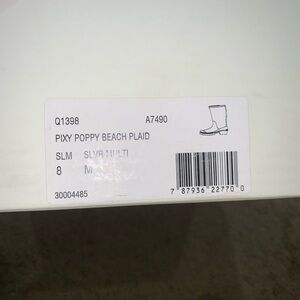 Q1398 A7490
PIXY POPPY BEACH PLAID
SLM SLVR MULTI
8 M
30004485
7 87936 22770 0